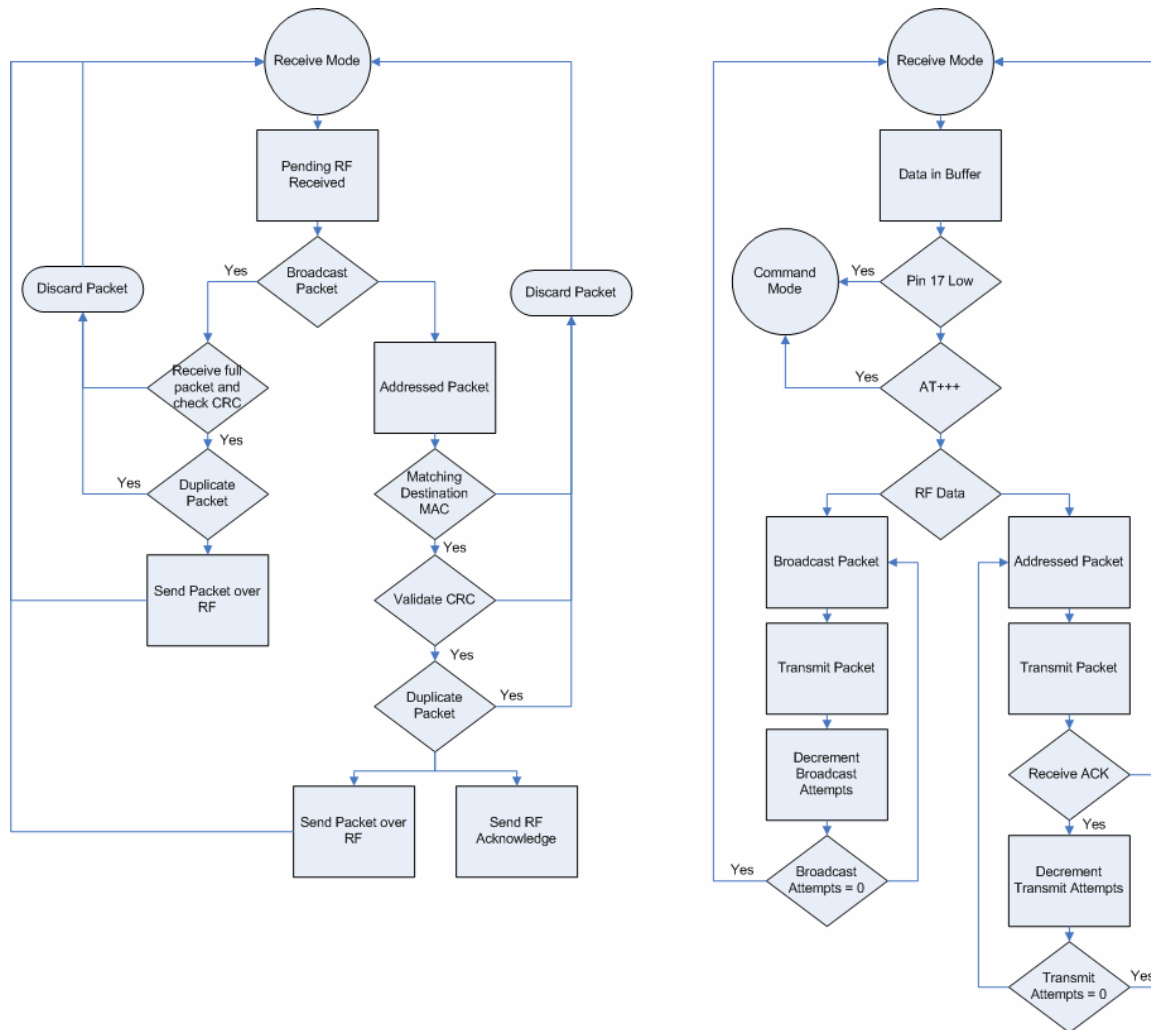 Receive Mode
Pending RF
Received
Yes
Broadcast
Packet
Discard Packet
Discard Packet
Receive full
packet and
check CRC
Addressed Packet
Yes
Yes
Duplicate
Packet
Matching
Destination
MAC
Yes
Send Packet over
RF
Validate CRC
Yes
Duplicate
Packet
Yes
Send Packet over
RF
Send RF
Acknowledge
Receive Mode
Data in Buffer
Command
Mode
Yes
Pin 17 Low
Yes
AT+++
RF Data
Broadcast Packet
Addressed Packet
Transmit Packet
Transmit Packet
Decrement
Broadcast
Attempts
Receive ACK
Yes
Yes
Broadcast
Attempts = 0
Decrement
Transmit Attempts
Transmit
Attempts = 0
Yes